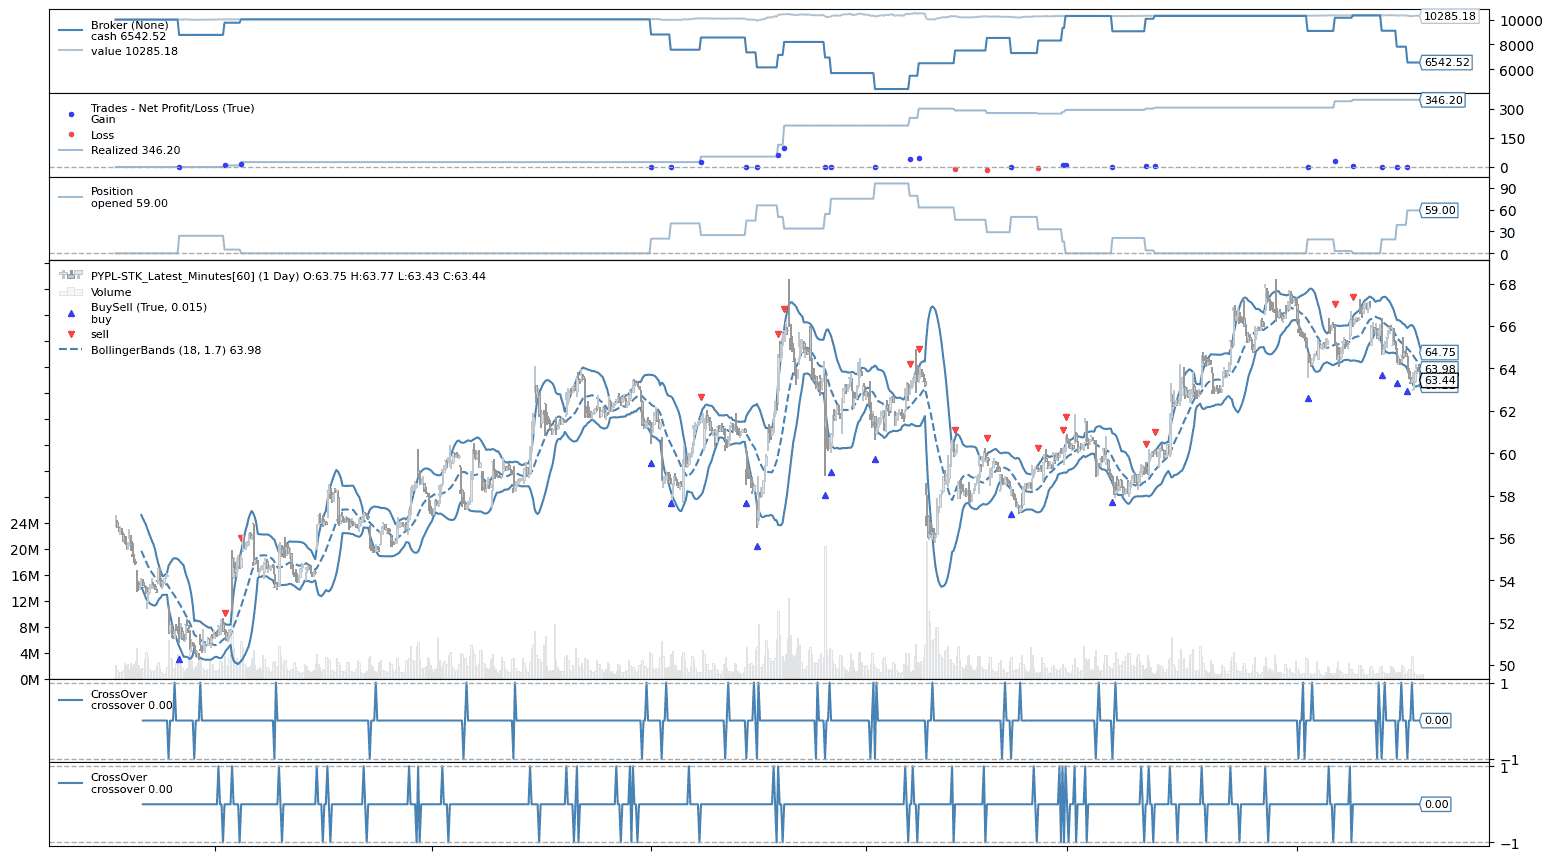 Broker (None)
cash 6542.52
value 10285.18
10285.18
10000
8000
6542.52
6000
Trades - Net Profit/Loss (True)
Gain
Loss
Realized 346.20
346.20
300
150
0
Position
opened 59.00
90
59.00
60
30
0
PYPL-STK_Latest_Minutes[60] (1 Day) O:63.75 H:63.77 L:63.43 C:63.44
Volume
BuySell (True, 0.015)
buy
sell
BollingerBands (18, 1.7) 63.98
68
66
64.75
64
63.98
63.44
62
60
58
56
54
52
50
24M
20M
16M
12M
8M
4M
0M
CrossOver
crossover 0.00
1
0.00
−1
CrossOver
crossover 0.00
1
0.00
−1